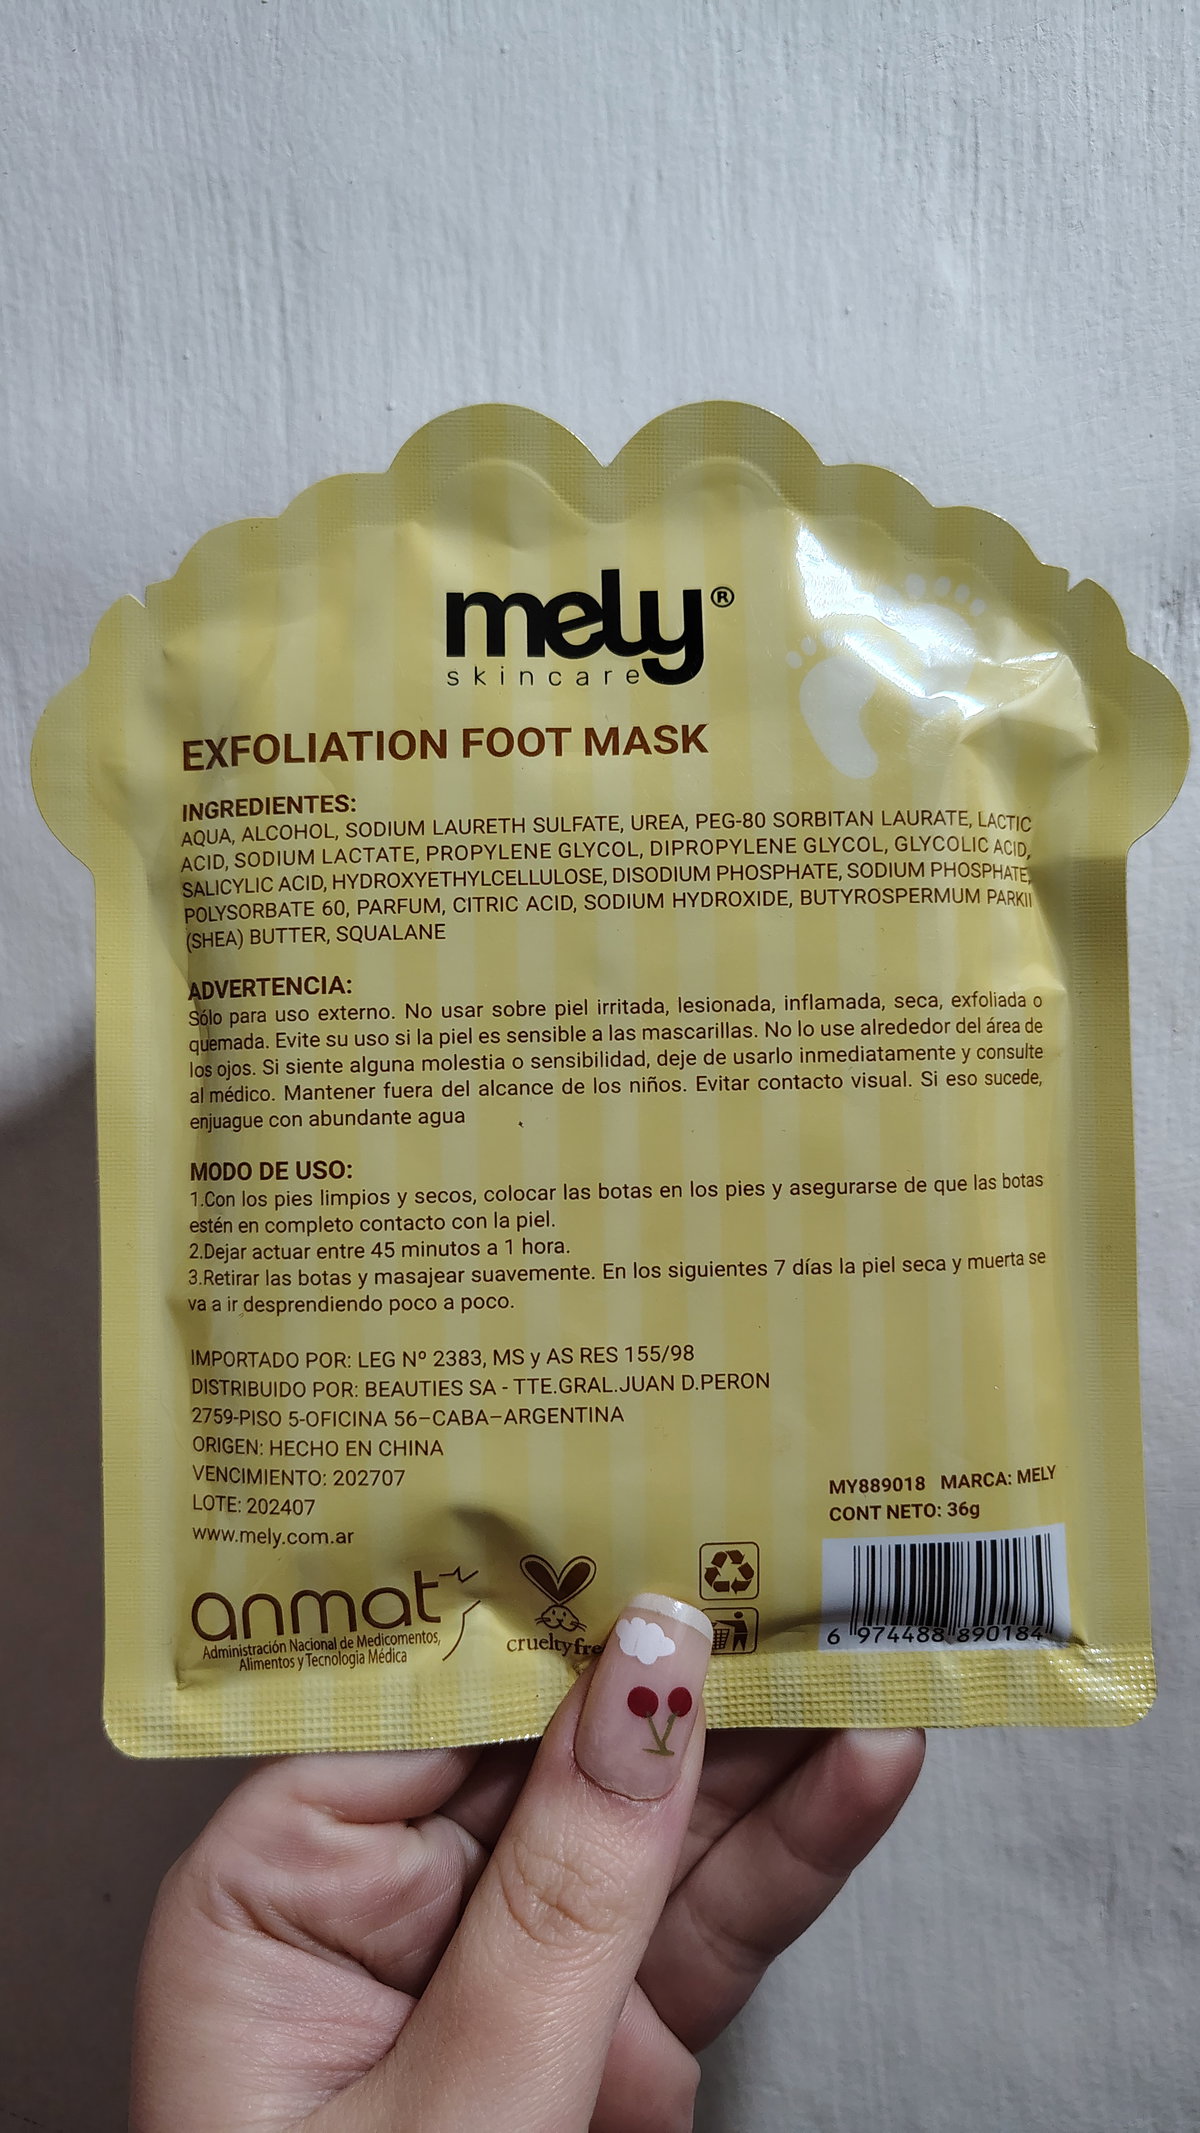 mely®
skincare
EXFOLIATION FOOT MASK
INGREDIENTES:
AQUA, ALCOHOL, SODIUM LAURETH SULFATE, UREA, PEG-80 SORBITAN LAURATE, LACTIC
ACID, SODIUM LACTATE, PROPYLENE GLYCOL, DIPROPYLENE GLYCOL, GLYCOLIC ACID,
SALICYLIC ACID, HYDROXYETHYLCELLULOSE, DISODIUM PHOSPHATE, SODIUM PHOSPHATE,
POLYSORBATE 60, PARFUM, CITRIC ACID, SODIUM HYDROXIDE, BUTYROSPERMUM PARKII
(SHEA) BUTTER, SQUALANE
ADVERTENCIA:
Sólo para uso externo. No usar sobre piel irritada, lesionada, inflamada, seca, exfoliada o
quemada. Evite su uso si la piel es sensible a las mascarillas. No lo use alrededor del área de
los ojos. Si siente alguna molestia o sensibilidad, deje de usarlo inmediatamente y consulte
al médico. Mantener fuera del alcance de los niños. Evitar contacto visual. Si eso sucede,
enjuague con abundante agua
MODO DE USO:
1.Con los pies limpios y secos, colocar las botas en los pies y asegurarse de que las botas
estén en completo contacto con la piel.
2.Dejar actuar entre 45 minutos a 1 hora.
3.Retirar las botas y masajear suavemente. En los siguientes 7 días la piel seca y muerta se
va a ir desprendiendo poco a poco.
IMPORTADO POR: LEG Nº 2383, MS y AS RES 155/98
DISTRIBUIDO POR: BEAUTIES SA - TTE.GRAL.JUAN D.PERON
2759-PISO 5-OFICINA 56–CABA–ARGENTINA
ORIGEN: HECHO EN CHINA
VENCIMIENTO: 202707
LOTE: 202407
www.mely.com.ar
MY889018 MARCA: MELY
CONT NETO: 36g
anmat
Administración Nacional de Medicomentos,
Alimentos y Tecnología Médica
cruelty fre
6 974488 890184